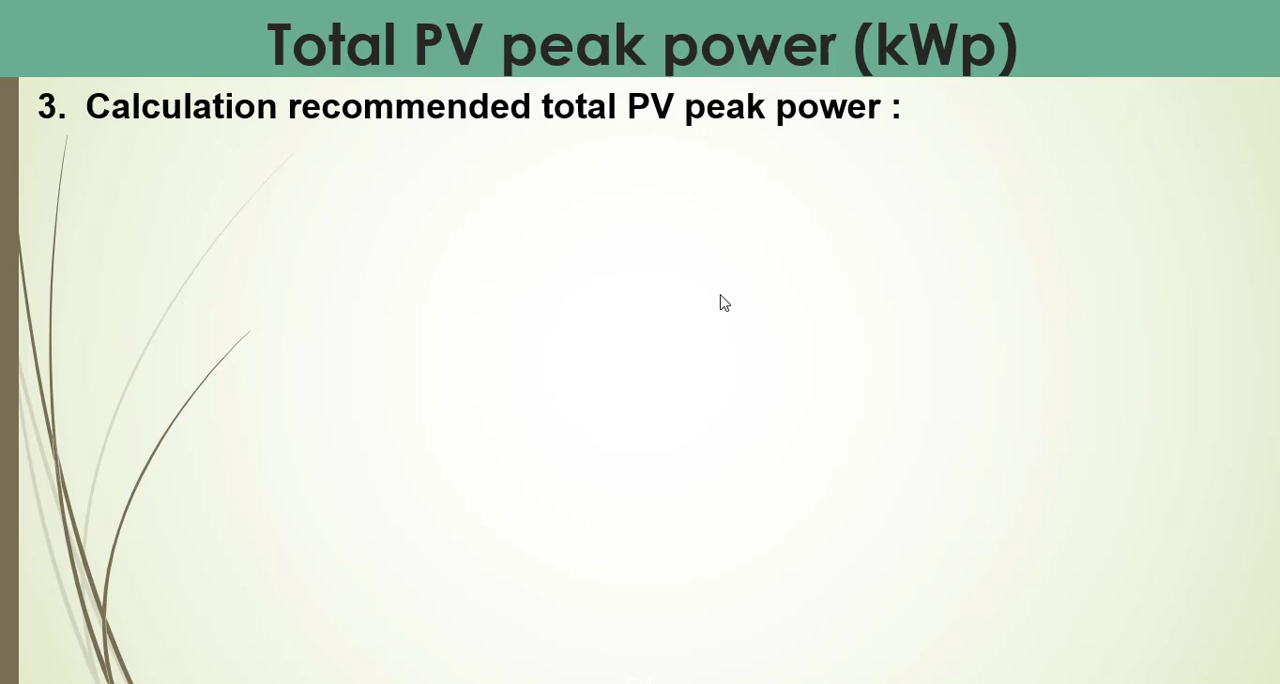 Total PV peak power (kWp)
3. Calculation recommended total PV peak power :